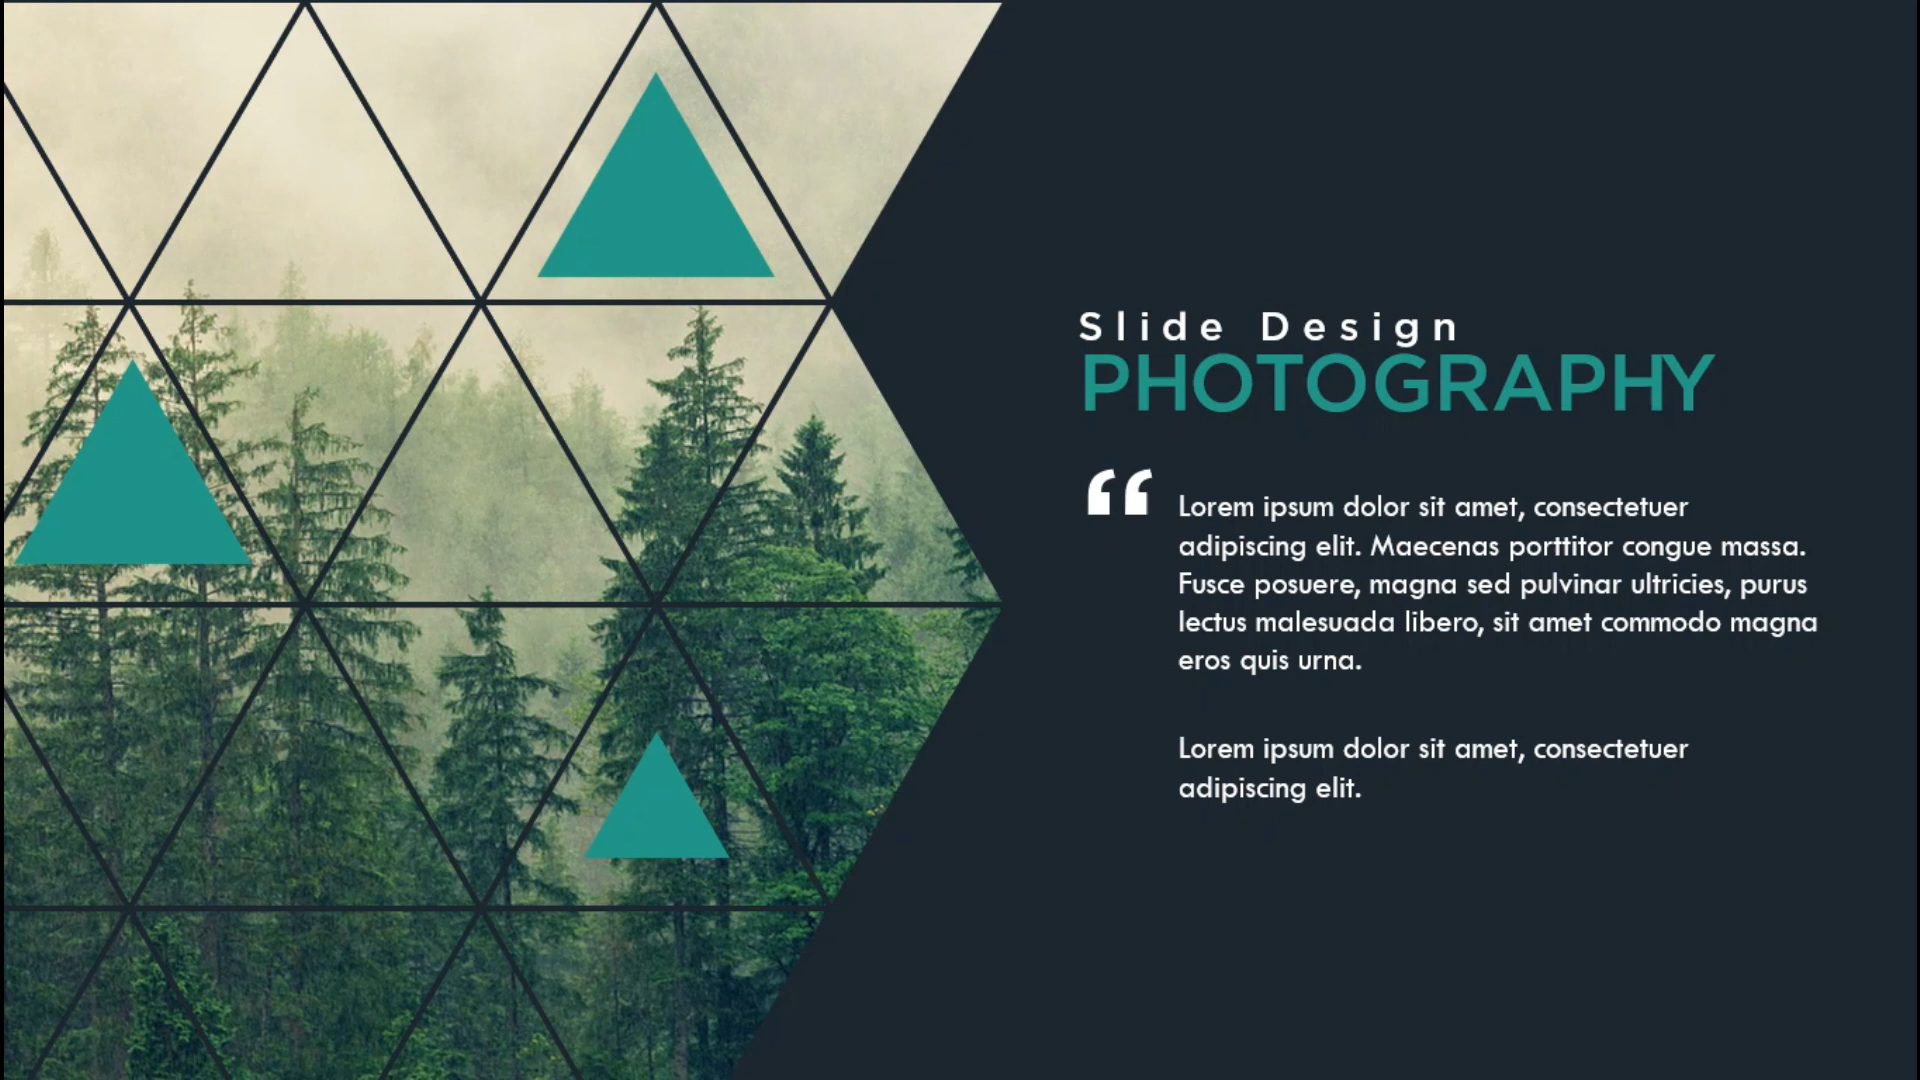 Slide Design
PHOTOGRAPHY
“
Lorem ipsum dolor sit amet, consectetuer
adipiscing elit. Maecenas porttitor congue massa.
Fusce posuere, magna sed pulvinar ultricies, purus
lectus malesuada libero, sit amet commodo magna
eros quis urna.
Lorem ipsum dolor sit amet, consectetuer
adipiscing elit.